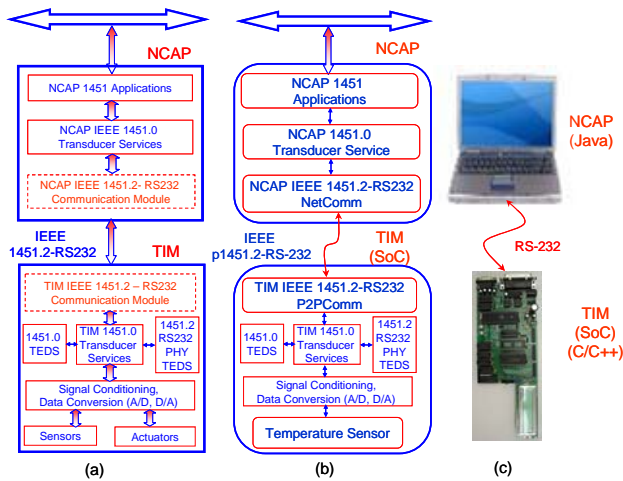 NCAP
NCAP 1451 Applications
NCAP IEEE 1451.0
Transducer Services
NCAP IEEE 1451.2- RS232
Communication Module
IEEE
1451.2-RS232
TIM
TIM IEEE 1451.2 – RS232
Communication Module
1451.0
TEDS
TIM 1451.0
Transducer
Services
1451.2
RS232
PHY
TEDS
Signal Conditioning,
Data Conversion (A/D, D/A)
Sensors
Actuators
(a)
NCAP
NCAP 1451
Applications
NCAP 1451.0
Transducer Service
NCAP IEEE 1451.2-RS232
NetComm
IEEE
p1451.2-RS-232
TIM
(SoC)
TIM IEEE 1451.2-RS232
P2PComm
1451.0
TEDS
TIM 1451.0
Transducer
Services
1451.2
RS232
PHY
TEDS
Signal Conditioning,
Data Conversion (A/D, D/A)
Temperature Sensor
(b)
NCAP
(Java)
RS-232
TIM
(SoC)
(C/C++)
(c)